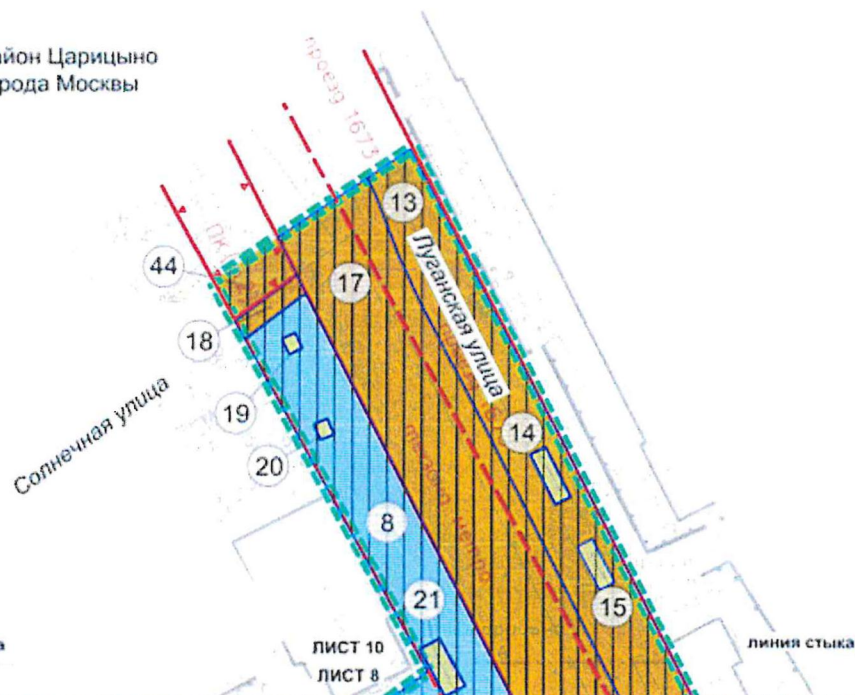 йон Царицыно
рода Москвы
проезд 1673
13
Луганская улица
44
17
18
19
Солнечная улица
20
14
8
21
15
ЛИСТ 10
ЛИСТ 8
линия стыка